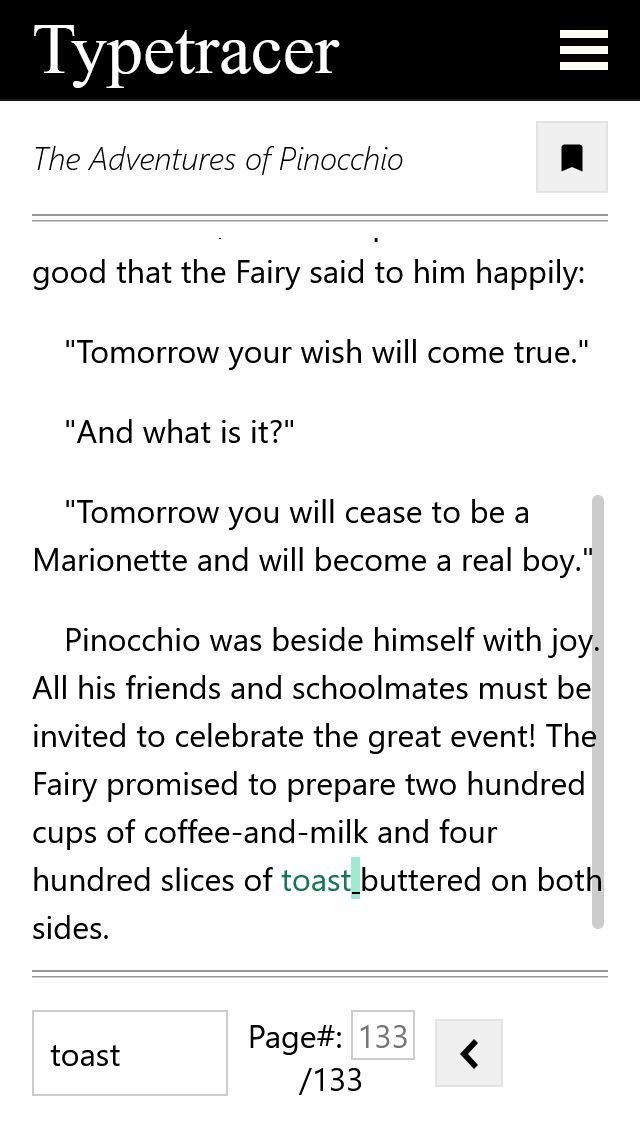 Typetracer
The Adventures of Pinocchio
good that the Fairy said to him happily:
"Tomorrow your wish will come true."
"And what is it?"
"Tomorrow you will cease to be a
Marionette and will become a real boy."
Pinocchio was beside himself with joy.
All his friends and schoolmates must be
invited to celebrate the great event! The
Fairy promised to prepare two hundred
cups of coffee-and-milk and four
hundred slices of toast buttered on both
sides.
toast
Page#: 133
/133